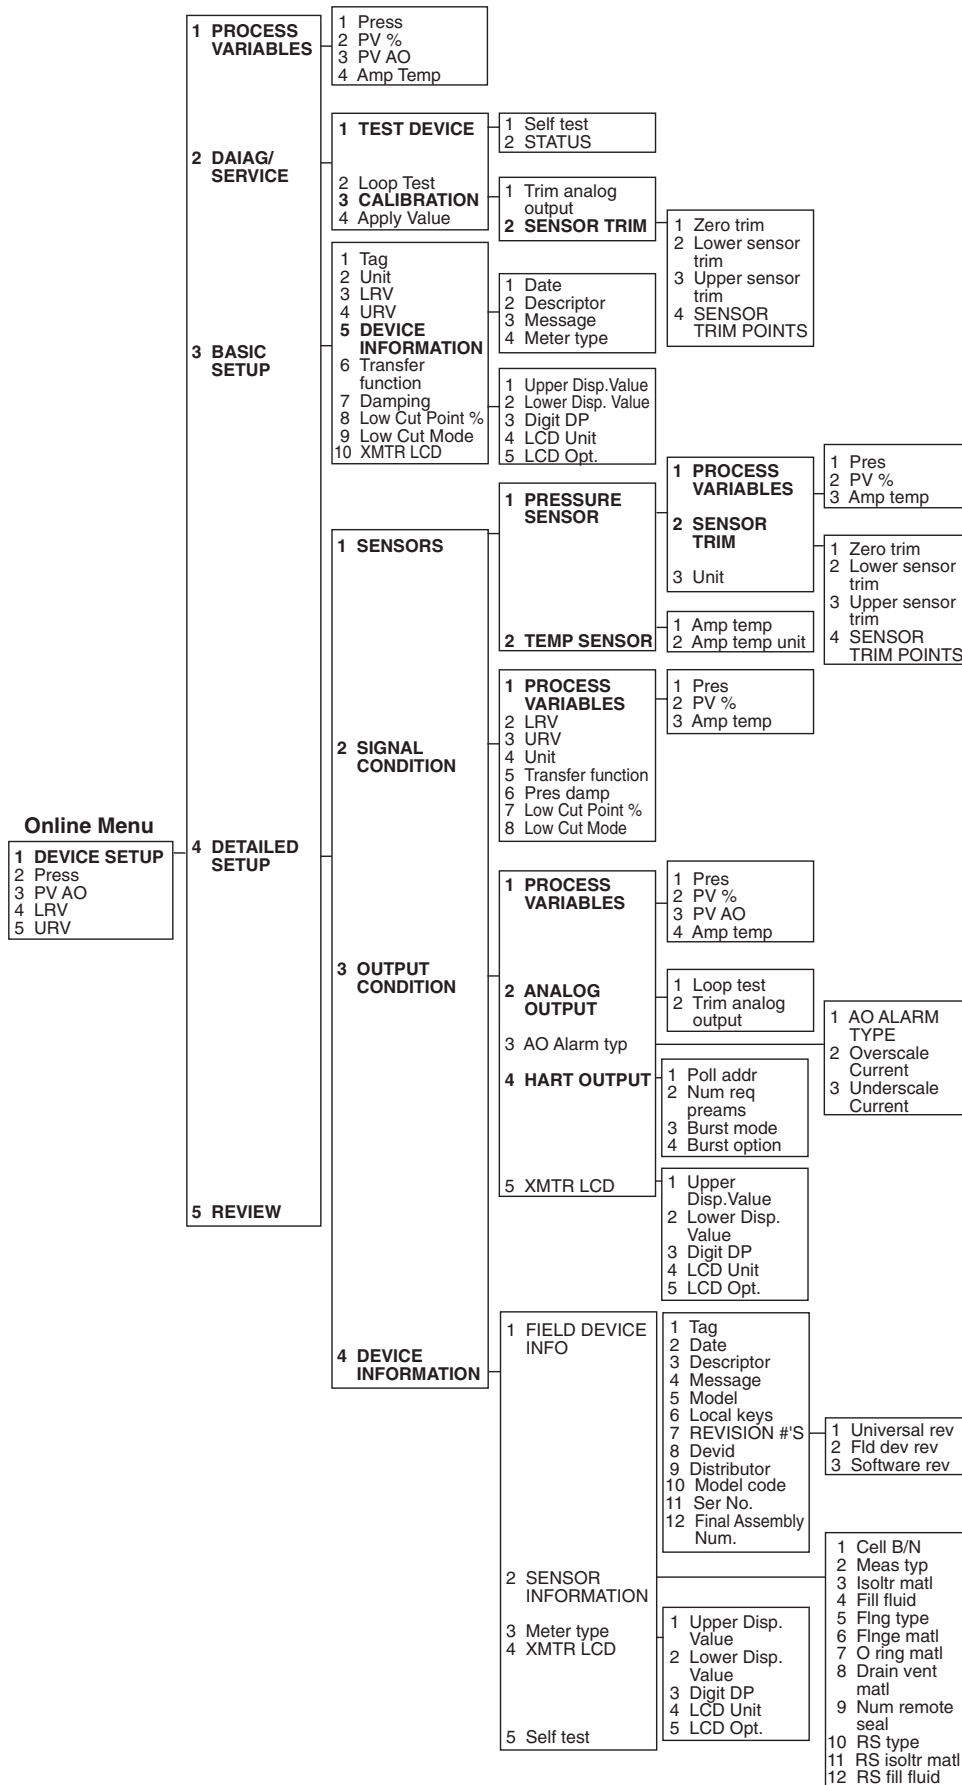 Online Menu
1 DEVICE SETUP
2 Press
3 PV AO
4 LRV
5 URV
1 PROCESS
VARIABLES
2 DAIAG/
SERVICE
3 BASIC
SETUP
4 DETAILED
SETUP
5 REVIEW
1 Press
2 PV %
3 PV AO
4 Amp Temp
1 TEST DEVICE
2 Loop Test
3 CALIBRATION
4 Apply Value
1 Self test
2 STATUS
1 Trim analog
output
2 SENSOR TRIM
1 Zero trim
2 Lower sensor
trim
3 Upper sensor
trim
4 SENSOR
TRIM POINTS
1 Tag
2 Unit
3 LRV
4 URV
5 DEVICE
INFORMATION
6 Transfer
function
7 Damping
8 Low Cut Point %
9 Low Cut Mode
10 XMTR LCD
1 Date
2 Descriptor
3 Message
4 Meter type
1 Upper Disp.Value
2 Lower Disp. Value
3 Digit DP
4 LCD Unit
5 LCD Opt.
1 SENSORS
2 SIGNAL
CONDITION
3 OUTPUT
CONDITION
4 DEVICE
INFORMATION
1 PRESSURE
SENSOR
2 TEMP SENSOR
1 PROCESS
VARIABLES
2 SENSOR
TRIM
3 Unit
1 Pres
2 PV %
3 Amp temp
1 Zero trim
2 Lower sensor
trim
3 Upper sensor
trim
4 SENSOR
TRIM POINTS
1 Amp temp
2 Amp temp unit
1 PROCESS
VARIABLES
2 LRV
3 URV
4 Unit
5 Transfer function
6 Pres damp
7 Low Cut Point %
8 Low Cut Mode
1 Pres
2 PV %
3 Amp temp
1 PROCESS
VARIABLES
2 ANALOG
OUTPUT
3 AO Alarm typ
4 HART OUTPUT
5 XMTR LCD
1 Pres
2 PV %
3 PV AO
4 Amp temp
1 Loop test
2 Trim analog
output
1 AO ALARM
TYPE
2 Overscale
Current
3 Underscale
Current
1 Poll addr
2 Num req
preams
3 Burst mode
4 Burst option
1 Upper
Disp.Value
2 Lower Disp.
Value
3 Digit DP
4 LCD Unit
5 LCD Opt.
1 FIELD DEVICE
INFO
2 SENSOR
INFORMATION
3 Meter type
4 XMTR LCD
5 Self test
1 Tag
2 Date
3 Descriptor
4 Message
5 Model
6 Local keys
7 REVISION #'S
8 Devid
9 Distributor
10 Model code
11 Ser No.
12 Final Assembly
Num.
1 Universal rev
2 Fld dev rev
3 Software rev
1 Cell B/N
2 Meas typ
3 Isoltr matl
4 Fill fluid
5 Flng type
6 Flnge matl
7 O ring matl
8 Drain vent
matl
9 Num remote
seal
10 RS type
11 RS isoltr matl
12 RS fill fluid
1 Upper Disp.
Value
2 Lower Disp.
Value
3 Digit DP
4 LCD Unit
5 LCD Opt.